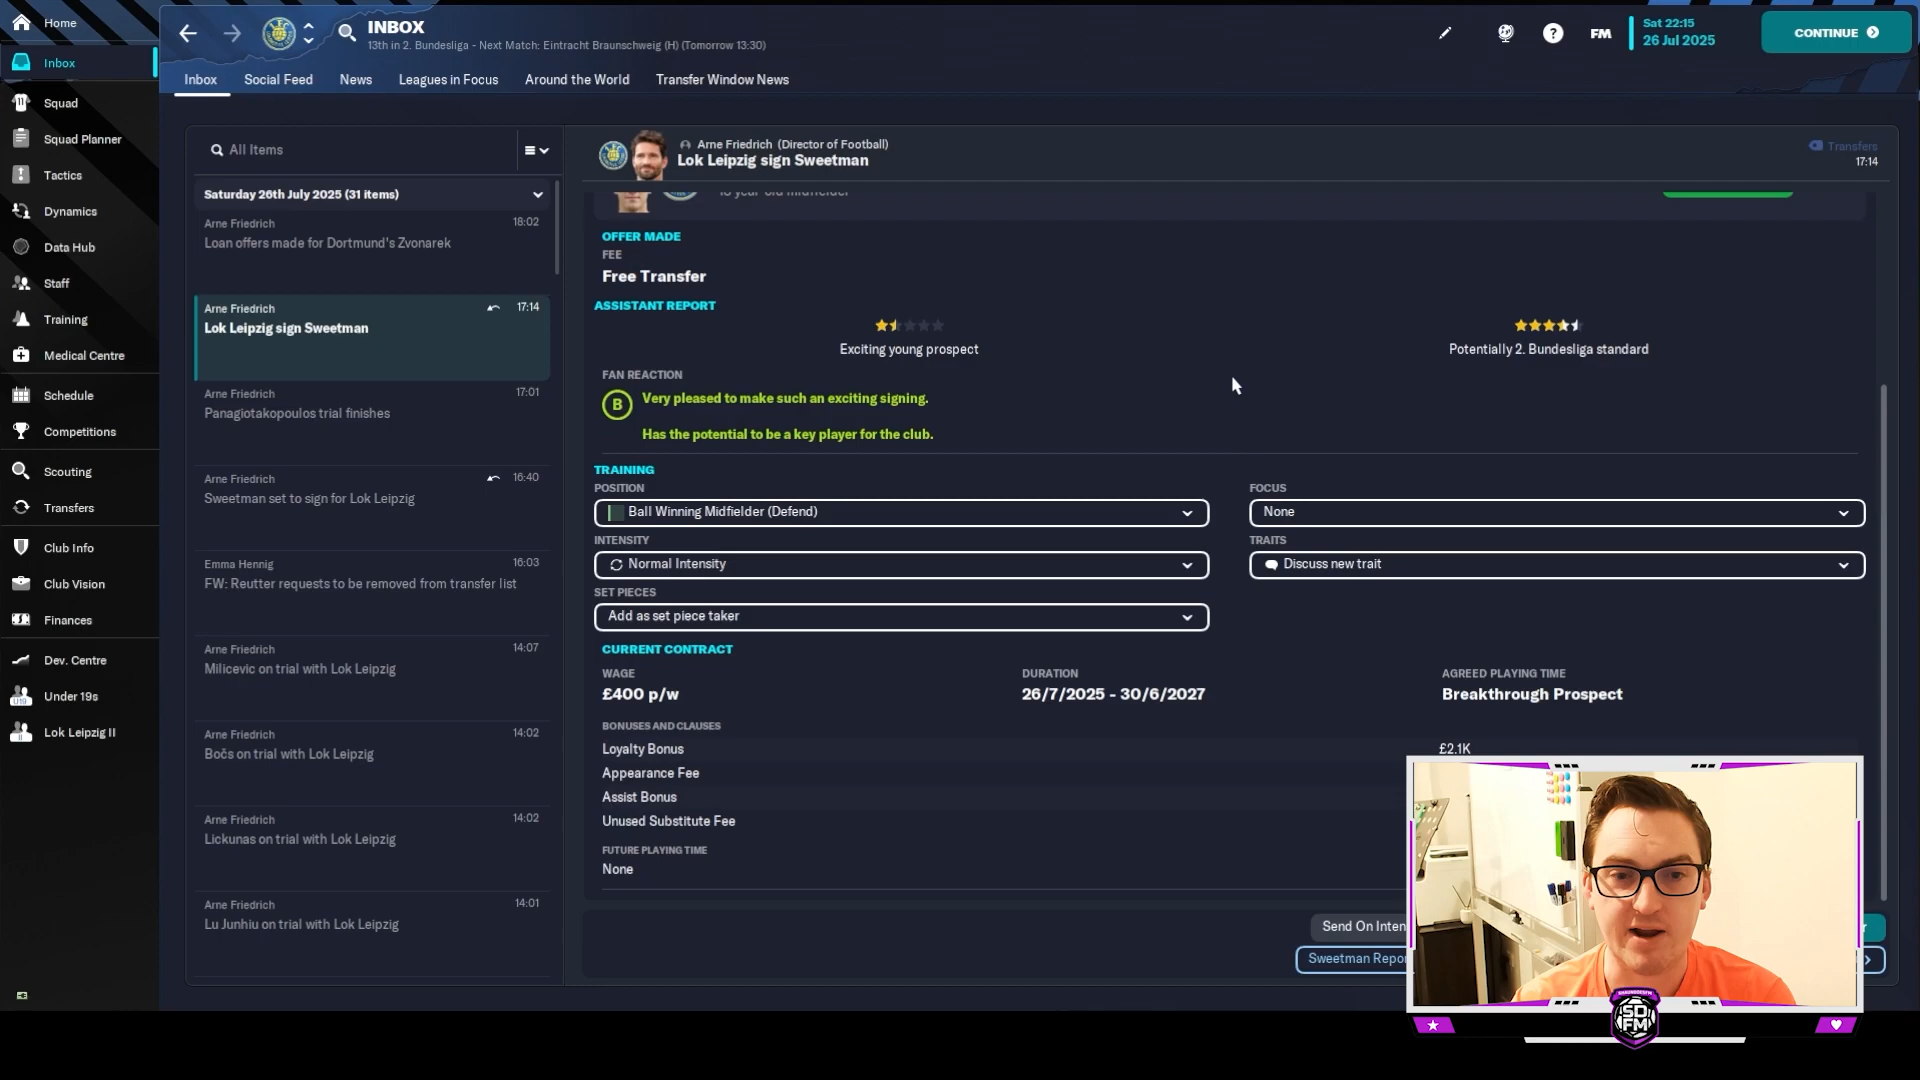 Home
Inbox
Squad
Squad Planner
Tactics
Dynamics
Data Hub
Staff
Training
Medical Centre
Schedule
Competitions
Scouting
Transfers
Club Info
Club Vision
Finances
Dev. Centre
Under 19s
Lok Leipzig II
INBOX
13th in 2. Bundesliga - Next Match: Eintracht Braunschweig (H) (Tomorrow 13:30)
FM
Sat 22:15
26 Jul 2025
CONTINUE
Inbox
Social Feed
News
Leagues in Focus
Around the World
Transfer Window News
All Items
Saturday 26th July 2025 (31 items)
Arne Friedrich 18:02
Loan offers made for Dortmund's Zvonarek
Arne Friedrich 17:14
Lok Leipzig sign Sweetman
Arne Friedrich 17:01
Panagiotakopoulos trial finishes
Arne Friedrich 16:40
Sweetman set to sign for Lok Leipzig
Emma Hennig 16:03
FW: Reutter requests to be removed from transfer list
Arne Friedrich 14:07
Milicevic on trial with Lok Leipzig
Arne Friedrich 14:02
Bočs on trial with Lok Leipzig
Arne Friedrich 14:02
Lickunas on trial with Lok Leipzig
Arne Friedrich 14:01
Lu Junhiu on trial with Lok Leipzig
Arne Friedrich (Director of Football)
Lok Leipzig sign Sweetman
Transfers
17:14
OFFER MADE
FEE
Free Transfer
ASSISTANT REPORT
Exciting young prospect
Potentially 2. Bundesliga standard
FAN REACTION
B
Very pleased to make such an exciting signing.
Has the potential to be a key player for the club.
TRAINING
POSITION
Ball Winning Midfielder (Defend)
FOCUS
None
INTENSITY
Normal Intensity
TRAITS
Discuss new trait
SET PIECES
Add as set piece taker
CURRENT CONTRACT
WAGE
£400 p/w
DURATION
26/7/2025 - 30/6/2027
AGREED PLAYING TIME
Breakthrough Prospect
BONUSES AND CLAUSES
Loyalty Bonus £2.1K
Appearance Fee
Assist Bonus
Unused Substitute Fee
FUTURE PLAYING TIME
None
Send On Inten
Sweetman Repor
SD
FM